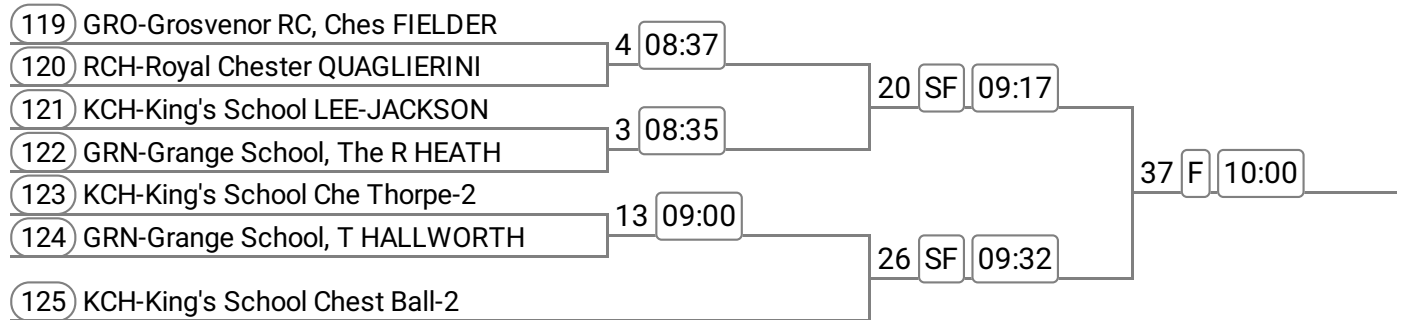 119 GRO-Grosvenor RC, Ches FIELDER
4 08:37
120 RCH-Royal Chester QUAGLIERINI
20 SF 09:17
121 KCH-King's School LEE-JACKSON
3 08:35
122 GRN-Grange School, The R HEATH
37 F 10:00
123 KCH-King's School Che Thorpe-2
13 09:00
124 GRN-Grange School, T HALLWORTH
26 SF 09:32
125 KCH-King's School Chest Ball-2